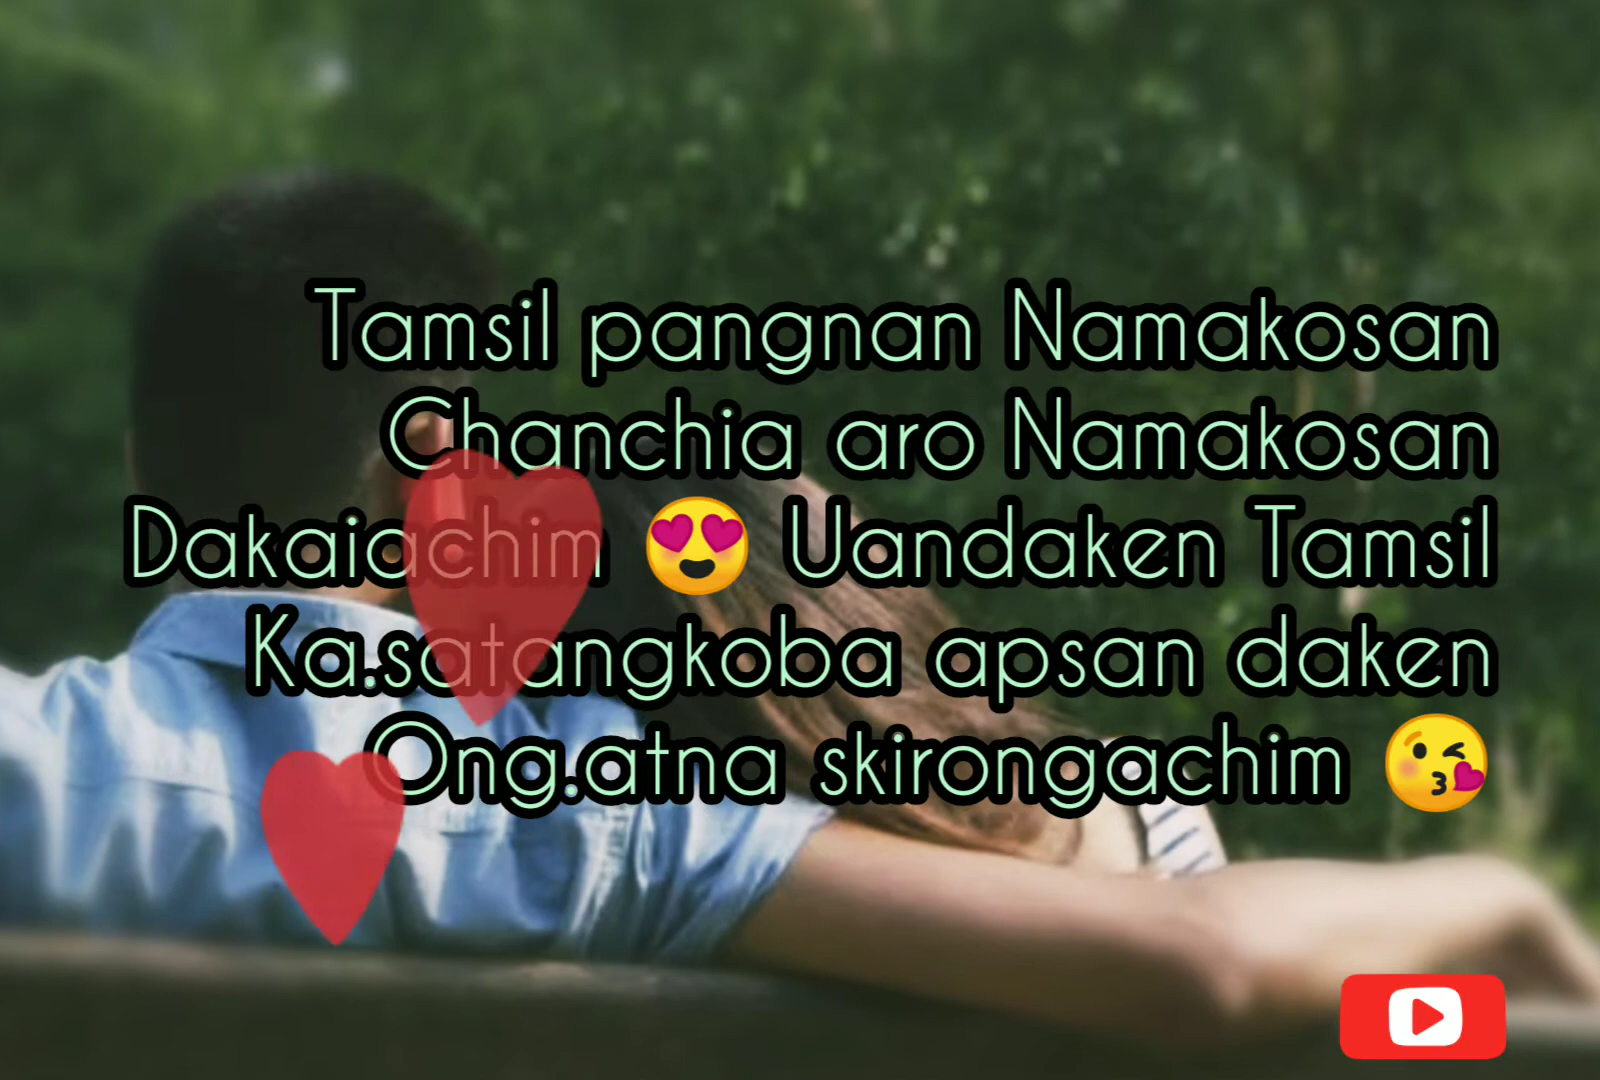 Tamsil pangnan Namakosan
Chanchia aro Namakosan
Dakaiachim 😍 Uandaken Tamsil
Ka.satangkoba apsan daken
Ong.atna skirongachim 😘